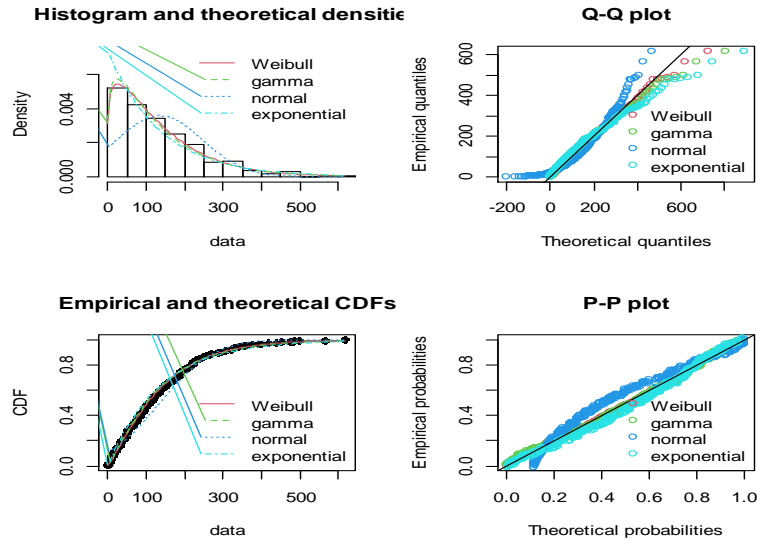 Histogram and theoretical densitie
Density
0.000
0.004
0
100
300
500
data
Weibull
gamma
normal
exponential
Q-Q plot
Empirical quantiles
0
200
400
600
-200
0
200
600
Theoretical quantiles
Weibull
gamma
normal
exponential
Empirical and theoretical CDFs
CDF
0.0
0.4
0.8
0
100
300
500
data
Weibull
gamma
normal
exponential
P-P plot
Empirical probabilities
0.0
0.4
0.8
0.0
0.2
0.4
0.6
0.8
1.0
Theoretical probabilities
Weibull
gamma
normal
exponential